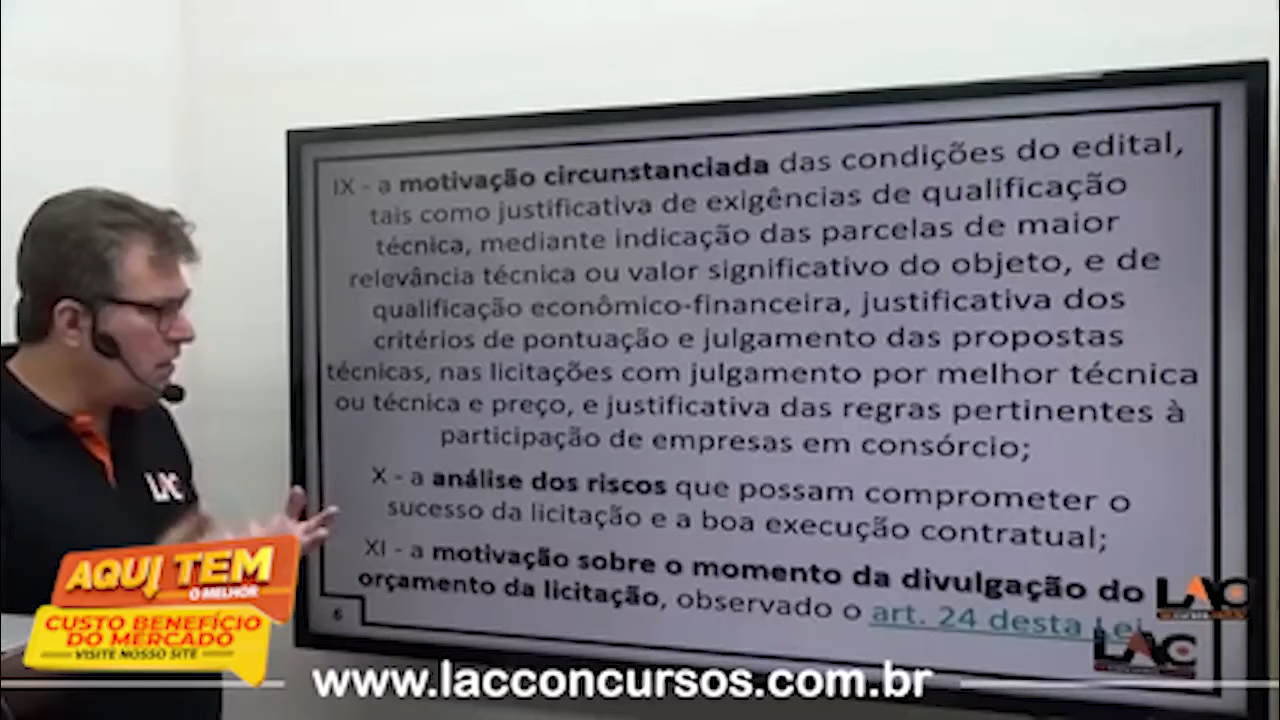 IX - a motivação circunstanciada das condições do edital,
tais como justificativa de exigências de qualificação
técnica, mediante indicação das parcelas de maior
relevância técnica ou valor significativo do objeto, e de
qualificação econômico-financeira, justificativa dos
critérios de pontuação e julgamento das propostas
técnicas, nas licitações com julgamento por melhor técnica
ou técnica e preço, e justificativa das regras pertinentes à
participação de empresas em consórcio;
X - a análise dos riscos que possam comprometer o
sucesso da licitação e a boa execução contratual;
XI - a motivação sobre o momento da divulgação do
orçamento da licitação, observado o art. 24 desta Lei
6
LAC
LAC
LAC
AQUI TEM
O MELHOR
CUSTO BENEFÍCIO
DO MERCADO
VISITE NOSSO SITE
www.lacconcursos.com.br